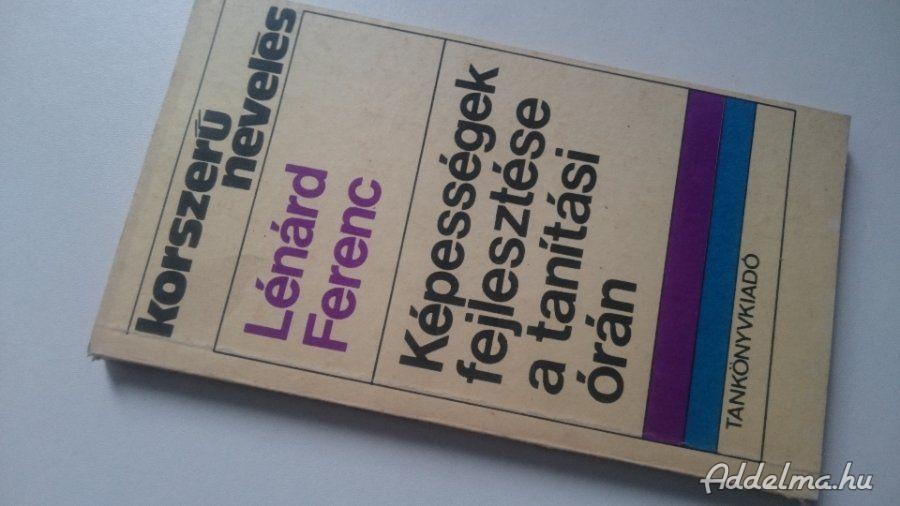 korszerű
nevelés
Lénárd
Ferenc
Képességek
fejlesztése
a tanítási
órán
TANKÖNYVKIADÓ
Addelma.hu